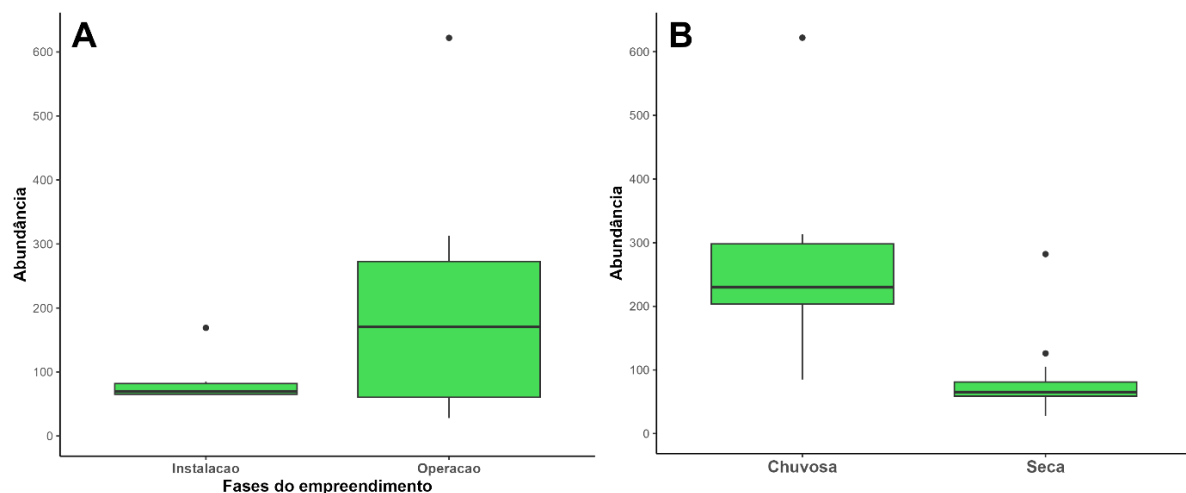 A
600
500
400
300
200
100
0
Abundância
Instalacao
Operacao
Fases do empreendimento
B
600
500
400
300
200
100
0
Abundância
Chuvosa
Seca